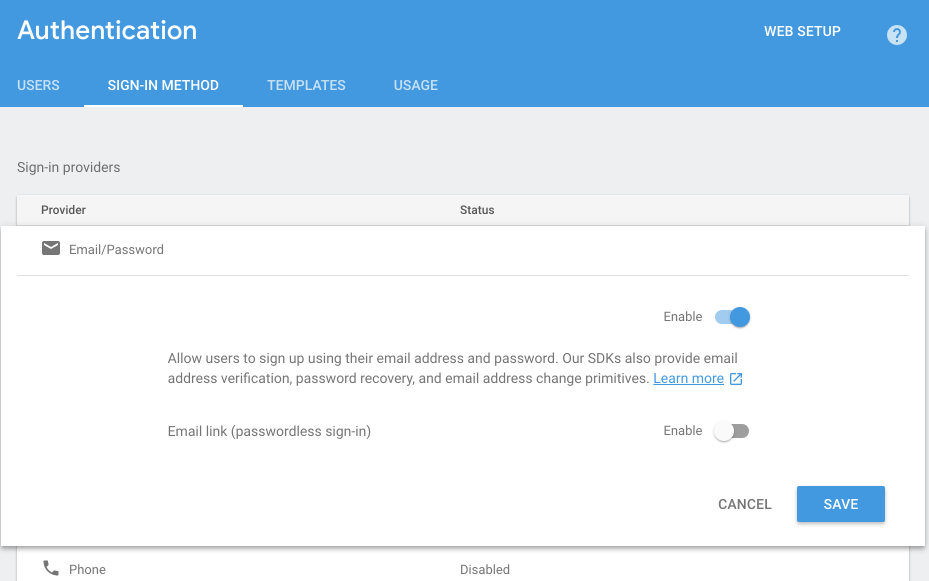 Authentication
WEB SETUP
?
USERS
SIGN-IN METHOD
TEMPLATES
USAGE
Sign-in providers
Provider
Status
Email/Password
Enable
Allow users to sign up using their email address and password. Our SDKs also provide email
address verification, password recovery, and email address change primitives. Learn more
Email link (passwordless sign-in)
Enable
CANCEL
SAVE
Phone
Disabled